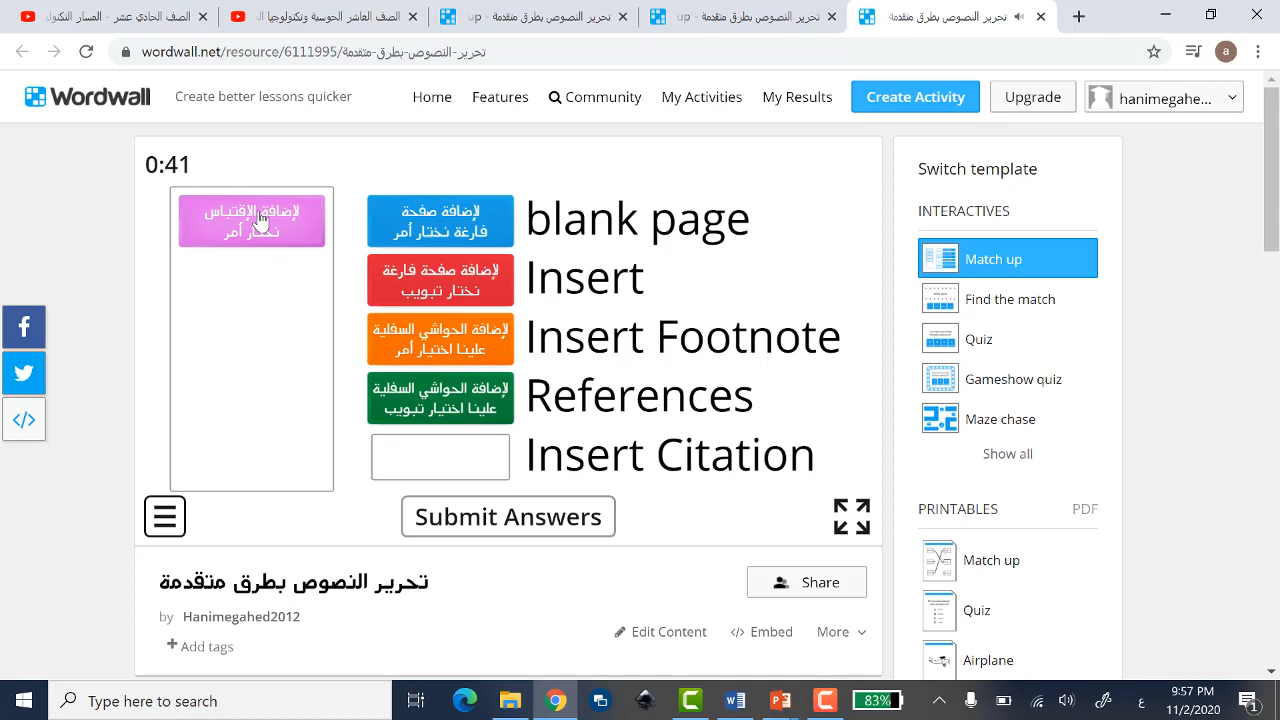 الصف الحادي عشر - المسار التكنولو
الصف العاشر الحوسبة وتكنولوجيا ال
تحرير النصوص بطرق متقدمة - up
تحرير النصوص بطرق متقدمة - up
تحرير النصوص بطرق متقدمة
wordwall.net/resource/6111995/تحرير-النصوص-بطرق-متقدمة
a
Wordwall
Create better lessons quicker
Home
Features
Community
My Activities
My Results
Create Activity
Upgrade
hanimegahe...
0:41
لإضافة الإقتباس
نختار أمر
لإضافة صفحة
فارغة نختار أمر
blank page
لإضافة صفحة فارغة
نختار تبويب
Insert
لإضافة الحواشي السفلية
علينا اختيار أمر
Insert Footnote
لإضافة الحواشي السفلية
علينا اختيار تبويب
References
Insert Citation
Submit Answers
Switch template
INTERACTIVES
Match up
Find the match
Quiz
Gameshow quiz
Maze chase
Show all
PRINTABLES
PDF
Match up
Quiz
Airplane
تحرير النصوص بطرق متقدمة
Share
by Hanimegahed2012
Edit Content
Embed
More
Add tags
Type here to search
83%
ع
9:57 PM
11/2/2020
1